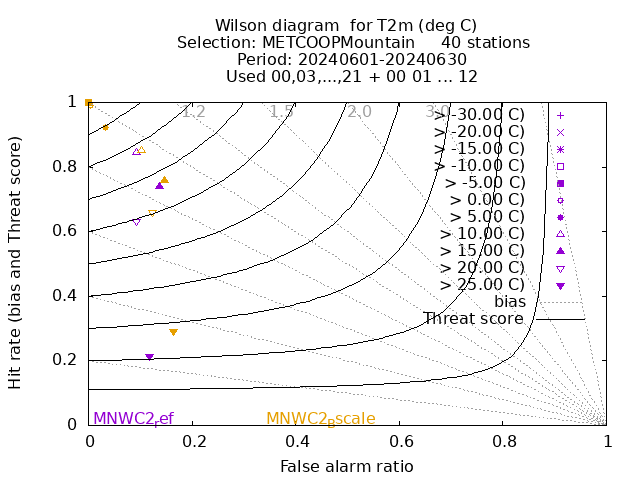 Wilson diagram  for T2m (deg C)
Selection: METCOOPMountain     40 stations
Period: 20240601-20240630
Used 00,03,...,21 + 00 01 ... 12
1.2 1.5 2.0 3.0
> -30.00 C)
> -20.00 C)
> -15.00 C)
> -10.00 C)
> -5.00 C)
> 0.00 C)
> 5.00 C)
> 10.00 C)
> 15.00 C)
> 20.00 C)
> 25.00 C)
bias
Threat score
Hit rate (bias and Threat score)
1
0.8
0.6
0.4
0.2
0
MNWC2ref MNWC2Bscale
0 0.2 0.4 0.6 0.8 1
False alarm ratio